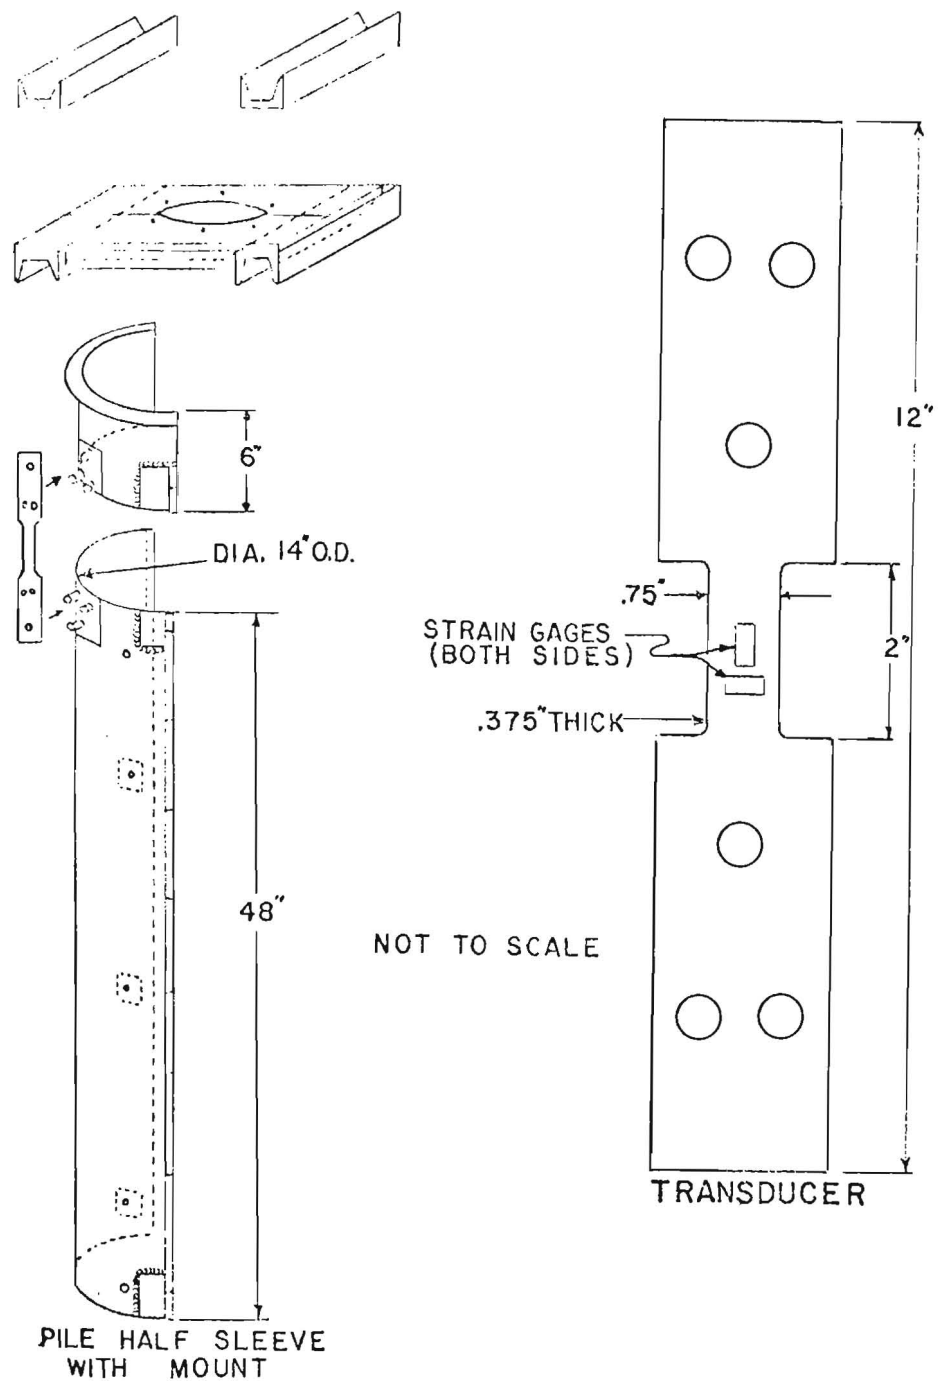 12"
6"
DIA. 14" O.D.
.75"
STRAIN GAGES
(BOTH SIDES)
2"
.375" THICK
48"
NOT TO SCALE
TRANSDUCER
PILE HALF SLEEVE
WITH MOUNT